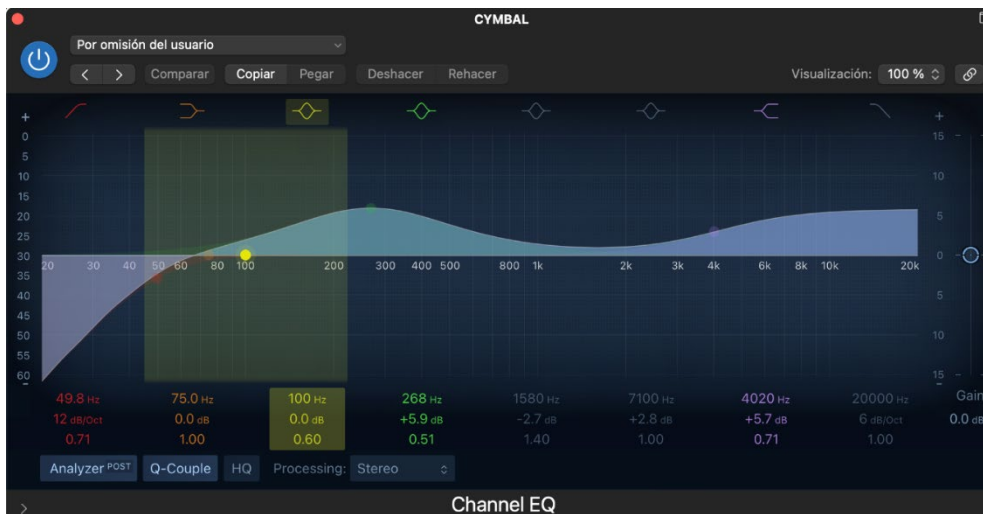 CYMBAL
Por omisión del usuario
Comparar Copiar Pegar Deshacer Rehacer Visualización: 100 %
+ +
0 15
5
10 10
15
20 5
25
30 0
20 30 40 50 60 80 100 200 300 400 500 800 1k 2k 3k 4k 6k 8k 10k 20k
35
40 5
45
50 10
55
60 15
- -
49.8 Hz 75.0 Hz 100 Hz 268 Hz 1580 Hz 7100 Hz 4020 Hz 20000 Hz Gain
12 dB/Oct 0.0 dB 0.0 dB +5.9 dB -2.7 dB +2.8 dB +5.7 dB 6 dB/Oct 0.0 dB
0.71 1.00 0.60 0.51 1.40 1.00 0.71 1.00
Analyzer POST Q-Couple HQ Processing: Stereo
Channel EQ